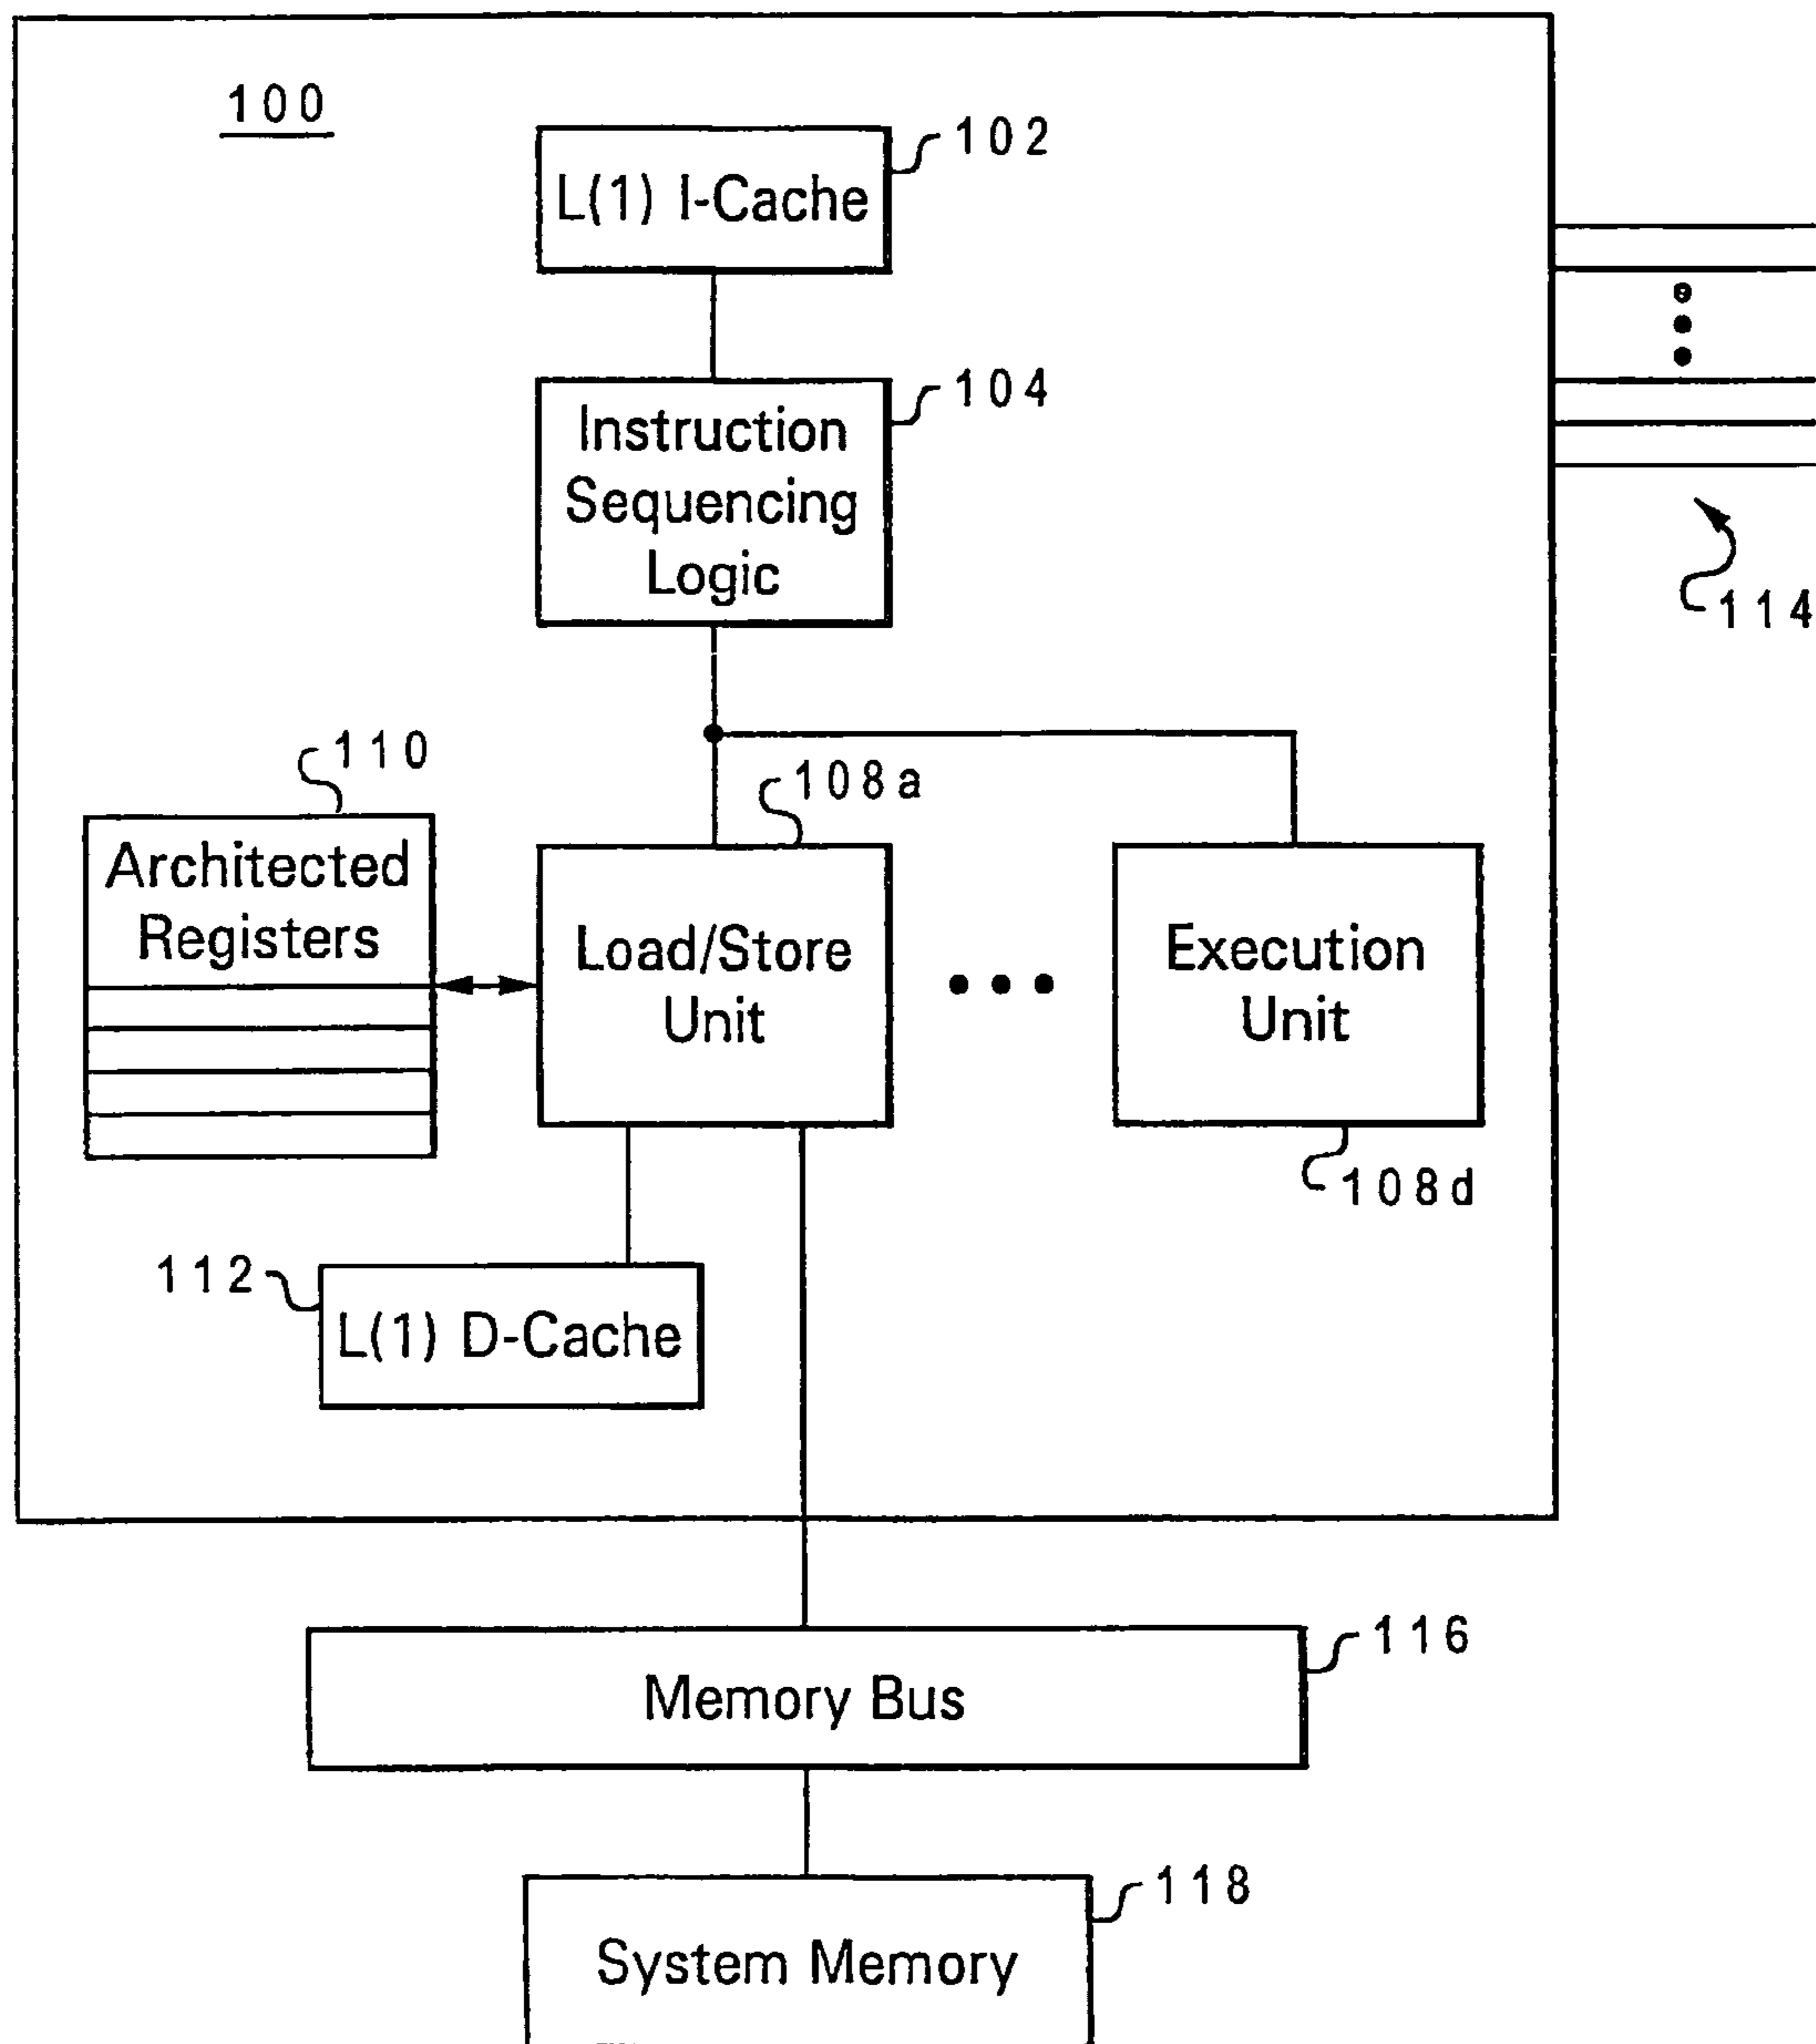 100
102
L(1) I-Cache
104
Instruction
Sequencing
Logic
114
110
108a
Architected
Registers
Load/Store
Unit
Execution
Unit
108d
112
L(1) D-Cache
116
Memory Bus
118
System Memory